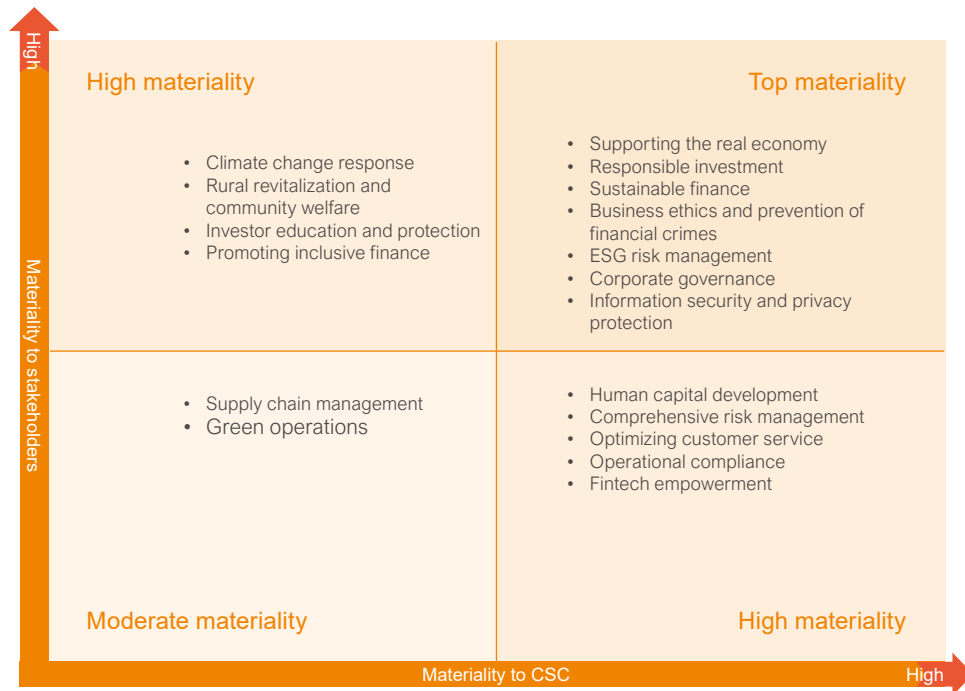 High
High materiality
Top materiality
• Climate change response
• Rural revitalization and
community welfare
• Investor education and protection
• Promoting inclusive finance
• Supporting the real economy
• Responsible investment
• Sustainable finance
• Business ethics and prevention of
financial crimes
• ESG risk management
• Corporate governance
• Information security and privacy
protection
Materiality to stakeholders
• Supply chain management
• Green operations
• Human capital development
• Comprehensive risk management
• Optimizing customer service
• Operational compliance
• Fintech empowerment
Moderate materiality
High materiality
Materiality to CSC
High